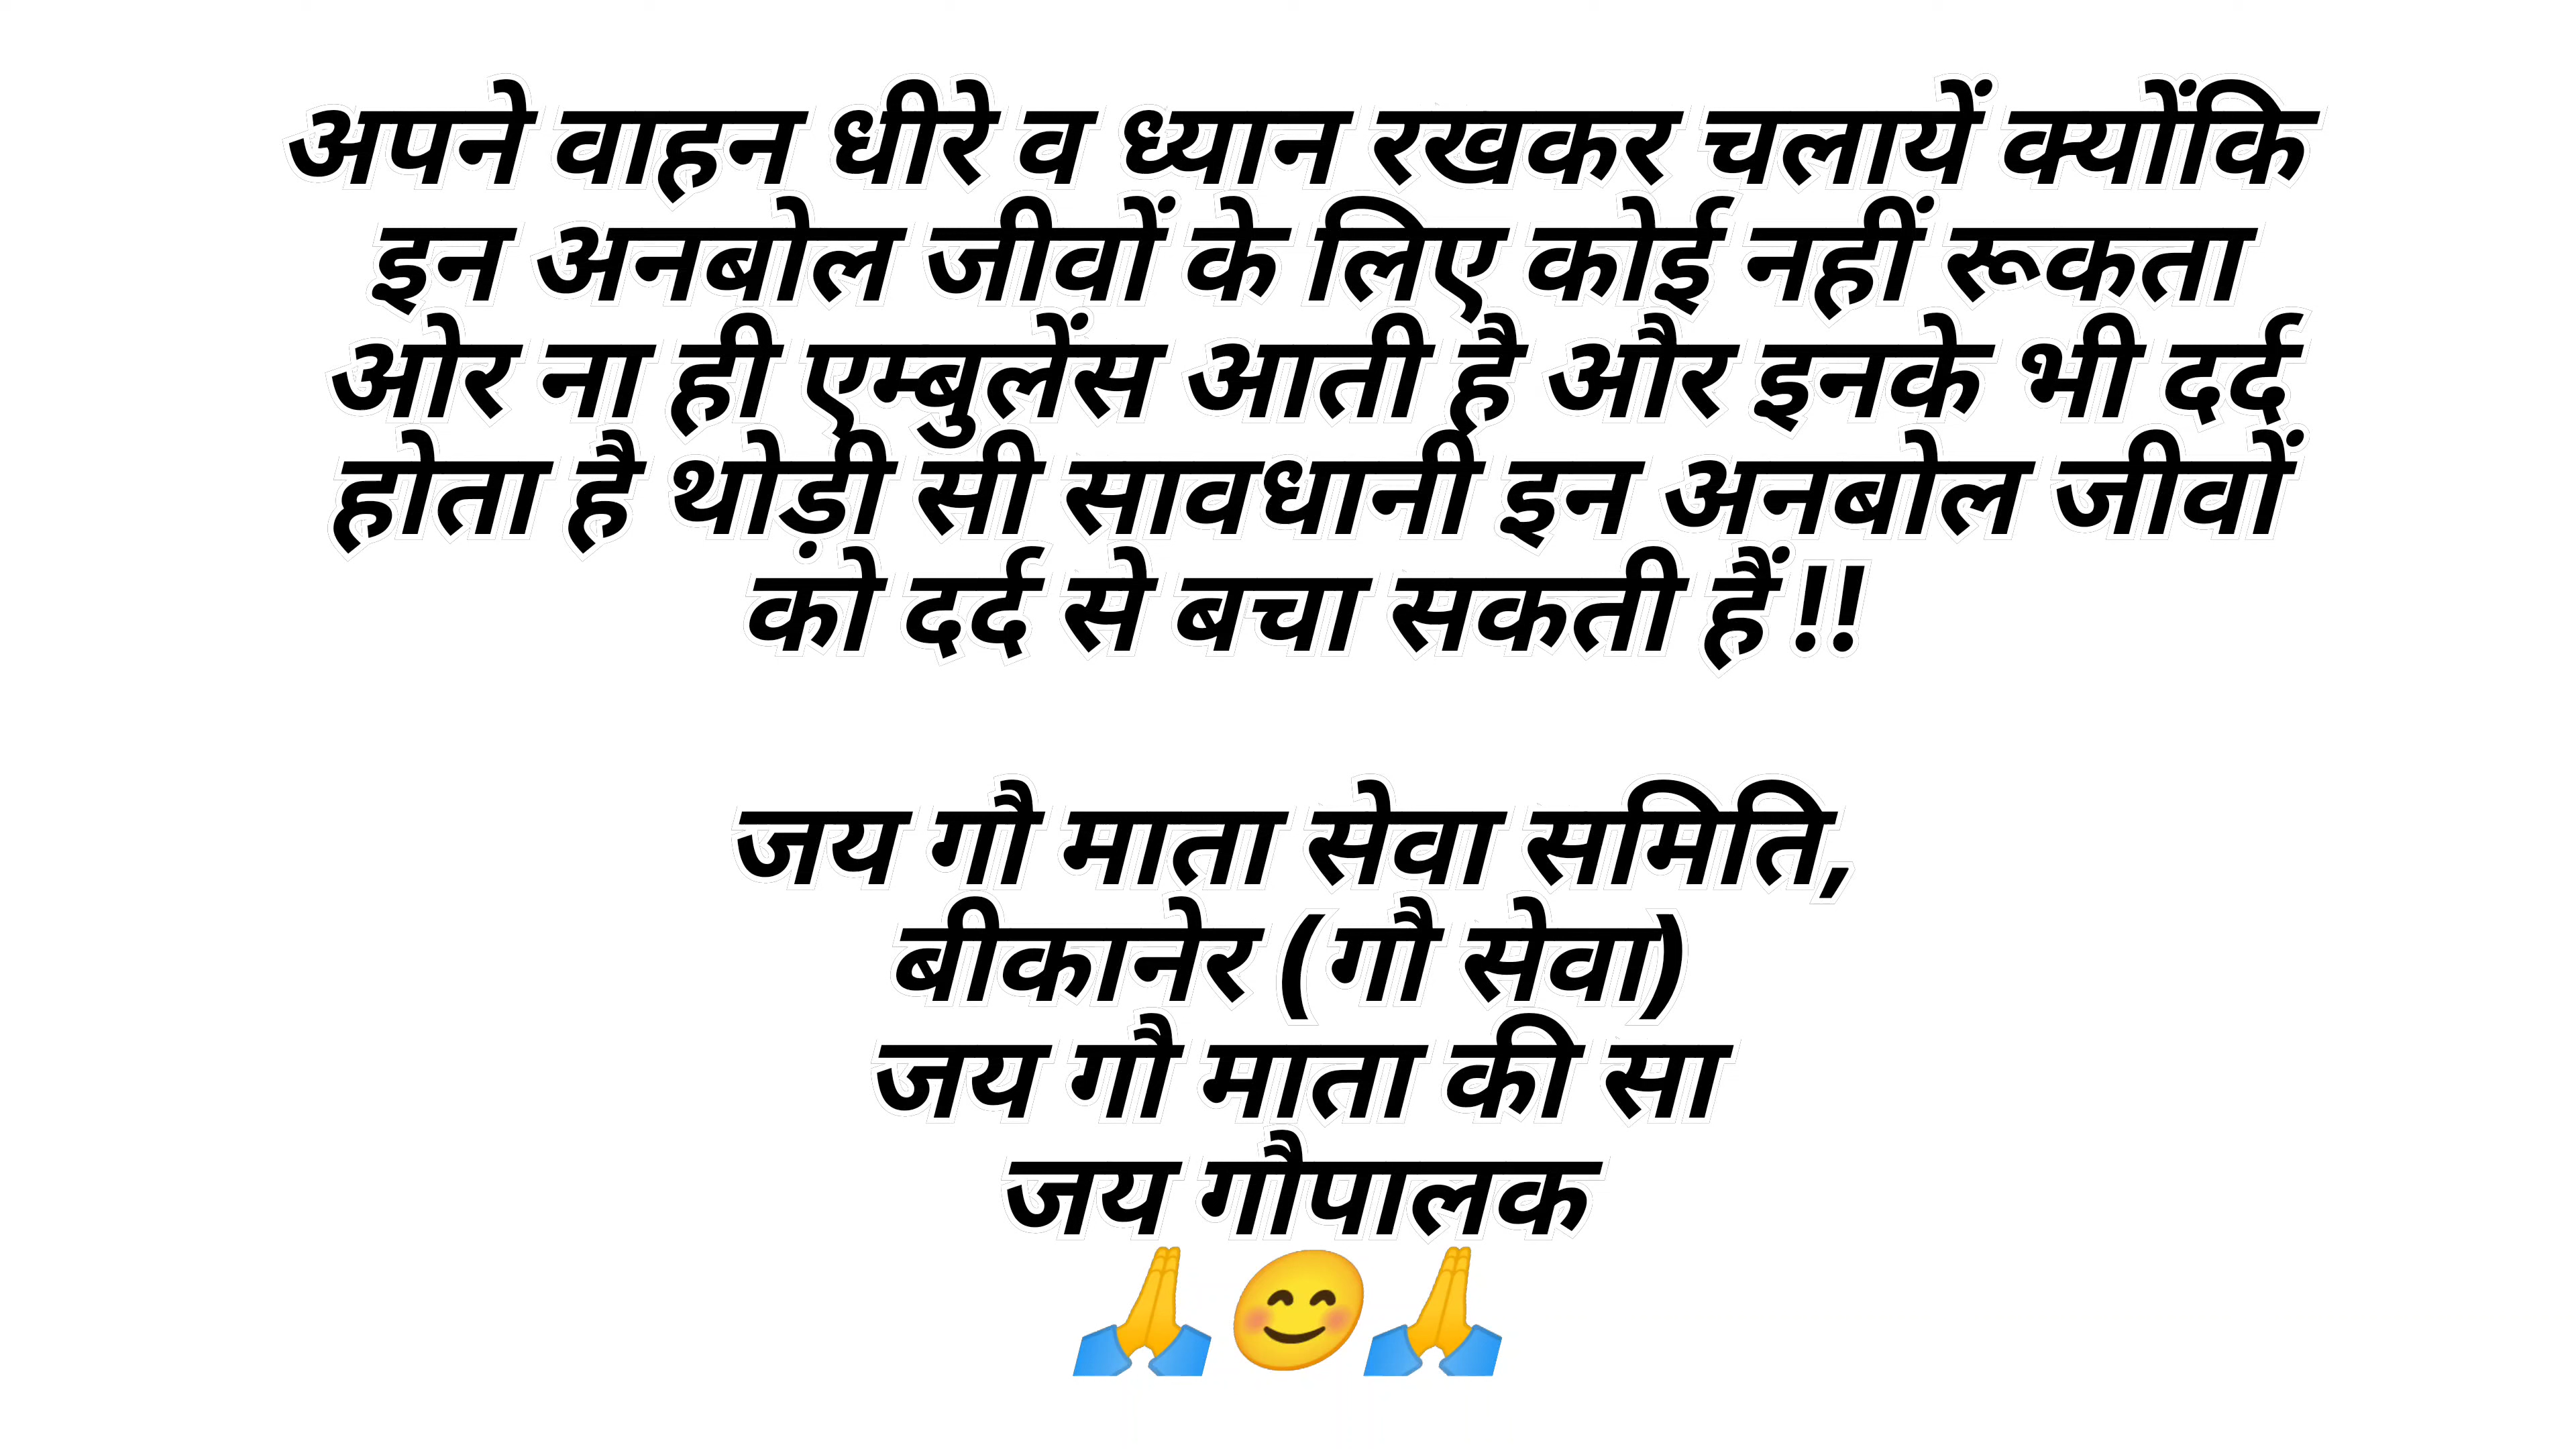 अपने वाहन धीरे व ध्यान रखकर चलायें क्योंकि
इन अनबोल जीवों के लिए कोई नहीं रूकता
ओर ना ही एम्बुलेंस आती है और इनके भी दर्द
होता है थोड़ी सी सावधानी इन अनबोल जीवों
को दर्द से बचा सकती हैं !!
जय गौ माता सेवा समिति,
बीकानेर (गौ सेवा)
जय गौ माता की सा
जय गौपालक
🙏😊🙏